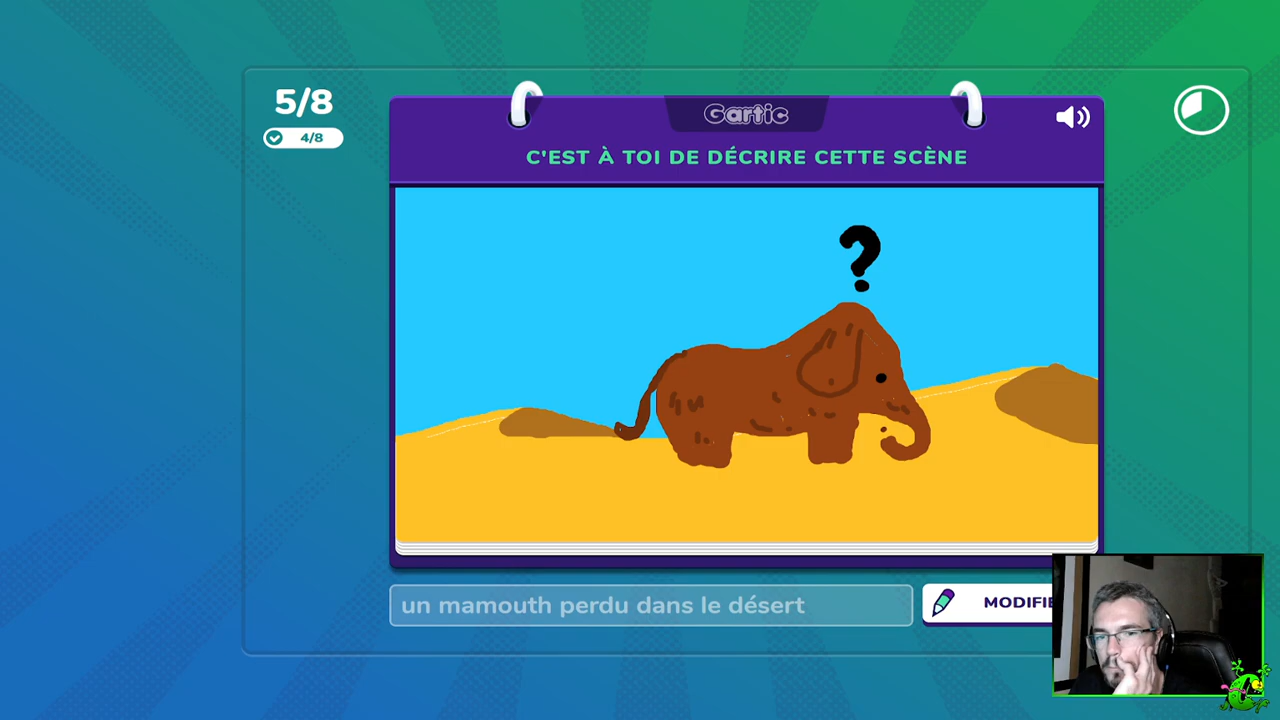 5/8
4/8
Gartic
C'EST À TOI DE DÉCRIRE CETTE SCÈNE
?
un mamouth perdu dans le désert
MODIFIE